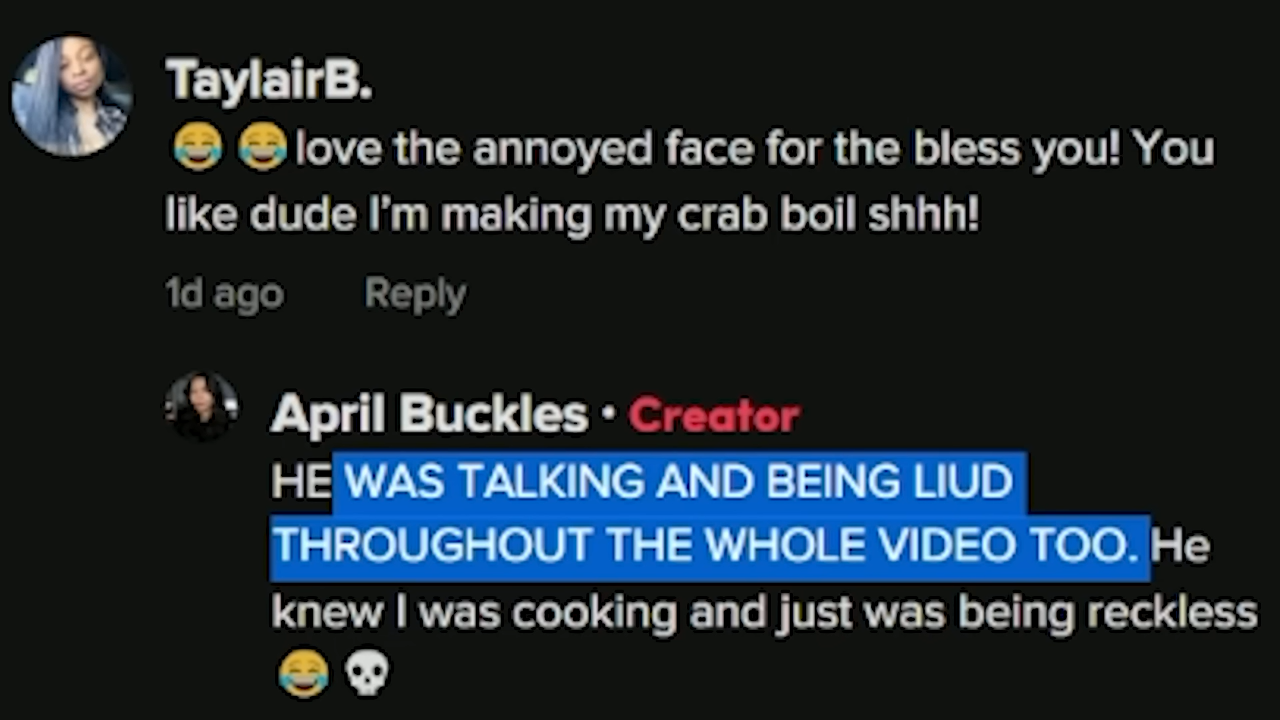 TaylairB.
😂😂love the annoyed face for the bless you! You
like dude I'm making my crab boil shhh!
1d ago Reply
April Buckles · Creator
HE WAS TALKING AND BEING LIUD
THROUGHOUT THE WHOLE VIDEO TOO. He
knew I was cooking and just was being reckless
😂💀